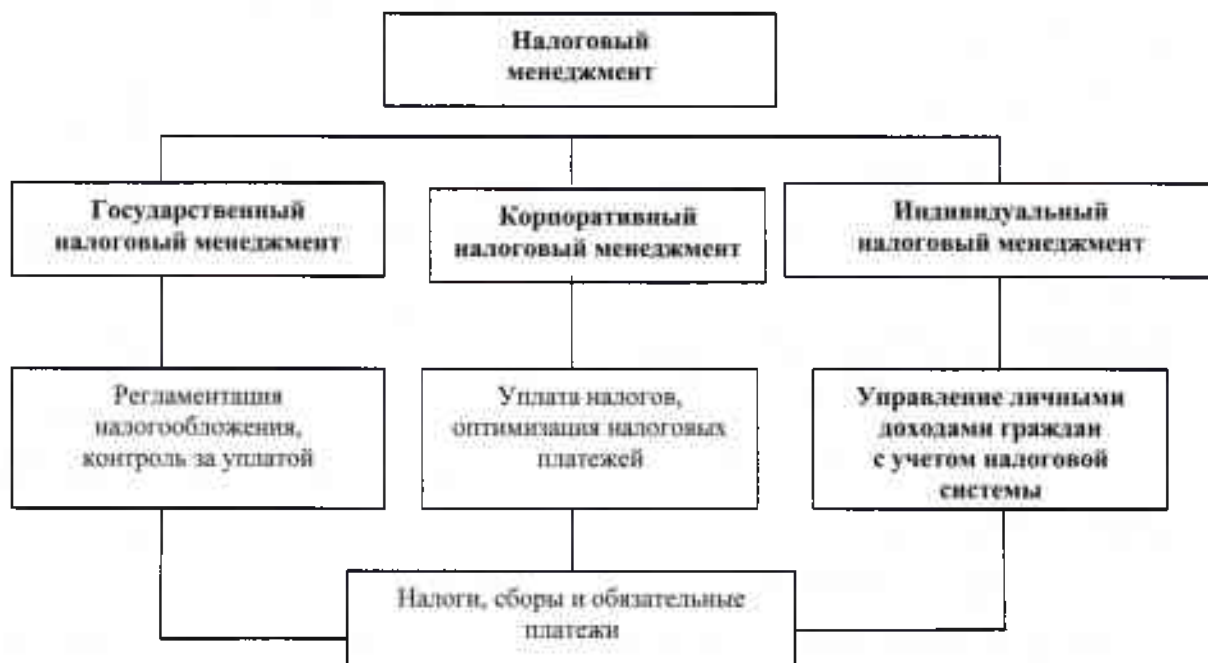 Налоговый
менеджмент
Государственный
налоговый менеджмент
Корпоративный
налоговый менеджмент
Индивидуальный
налоговый менеджмент
Регламентация
налогообложения,
контроль за уплатой
Уплата налогов,
оптимизация налоговых
платежей
Управление личными
доходами граждан
с учетом налоговой
системы
Налоги, сборы и обязательные
платежи